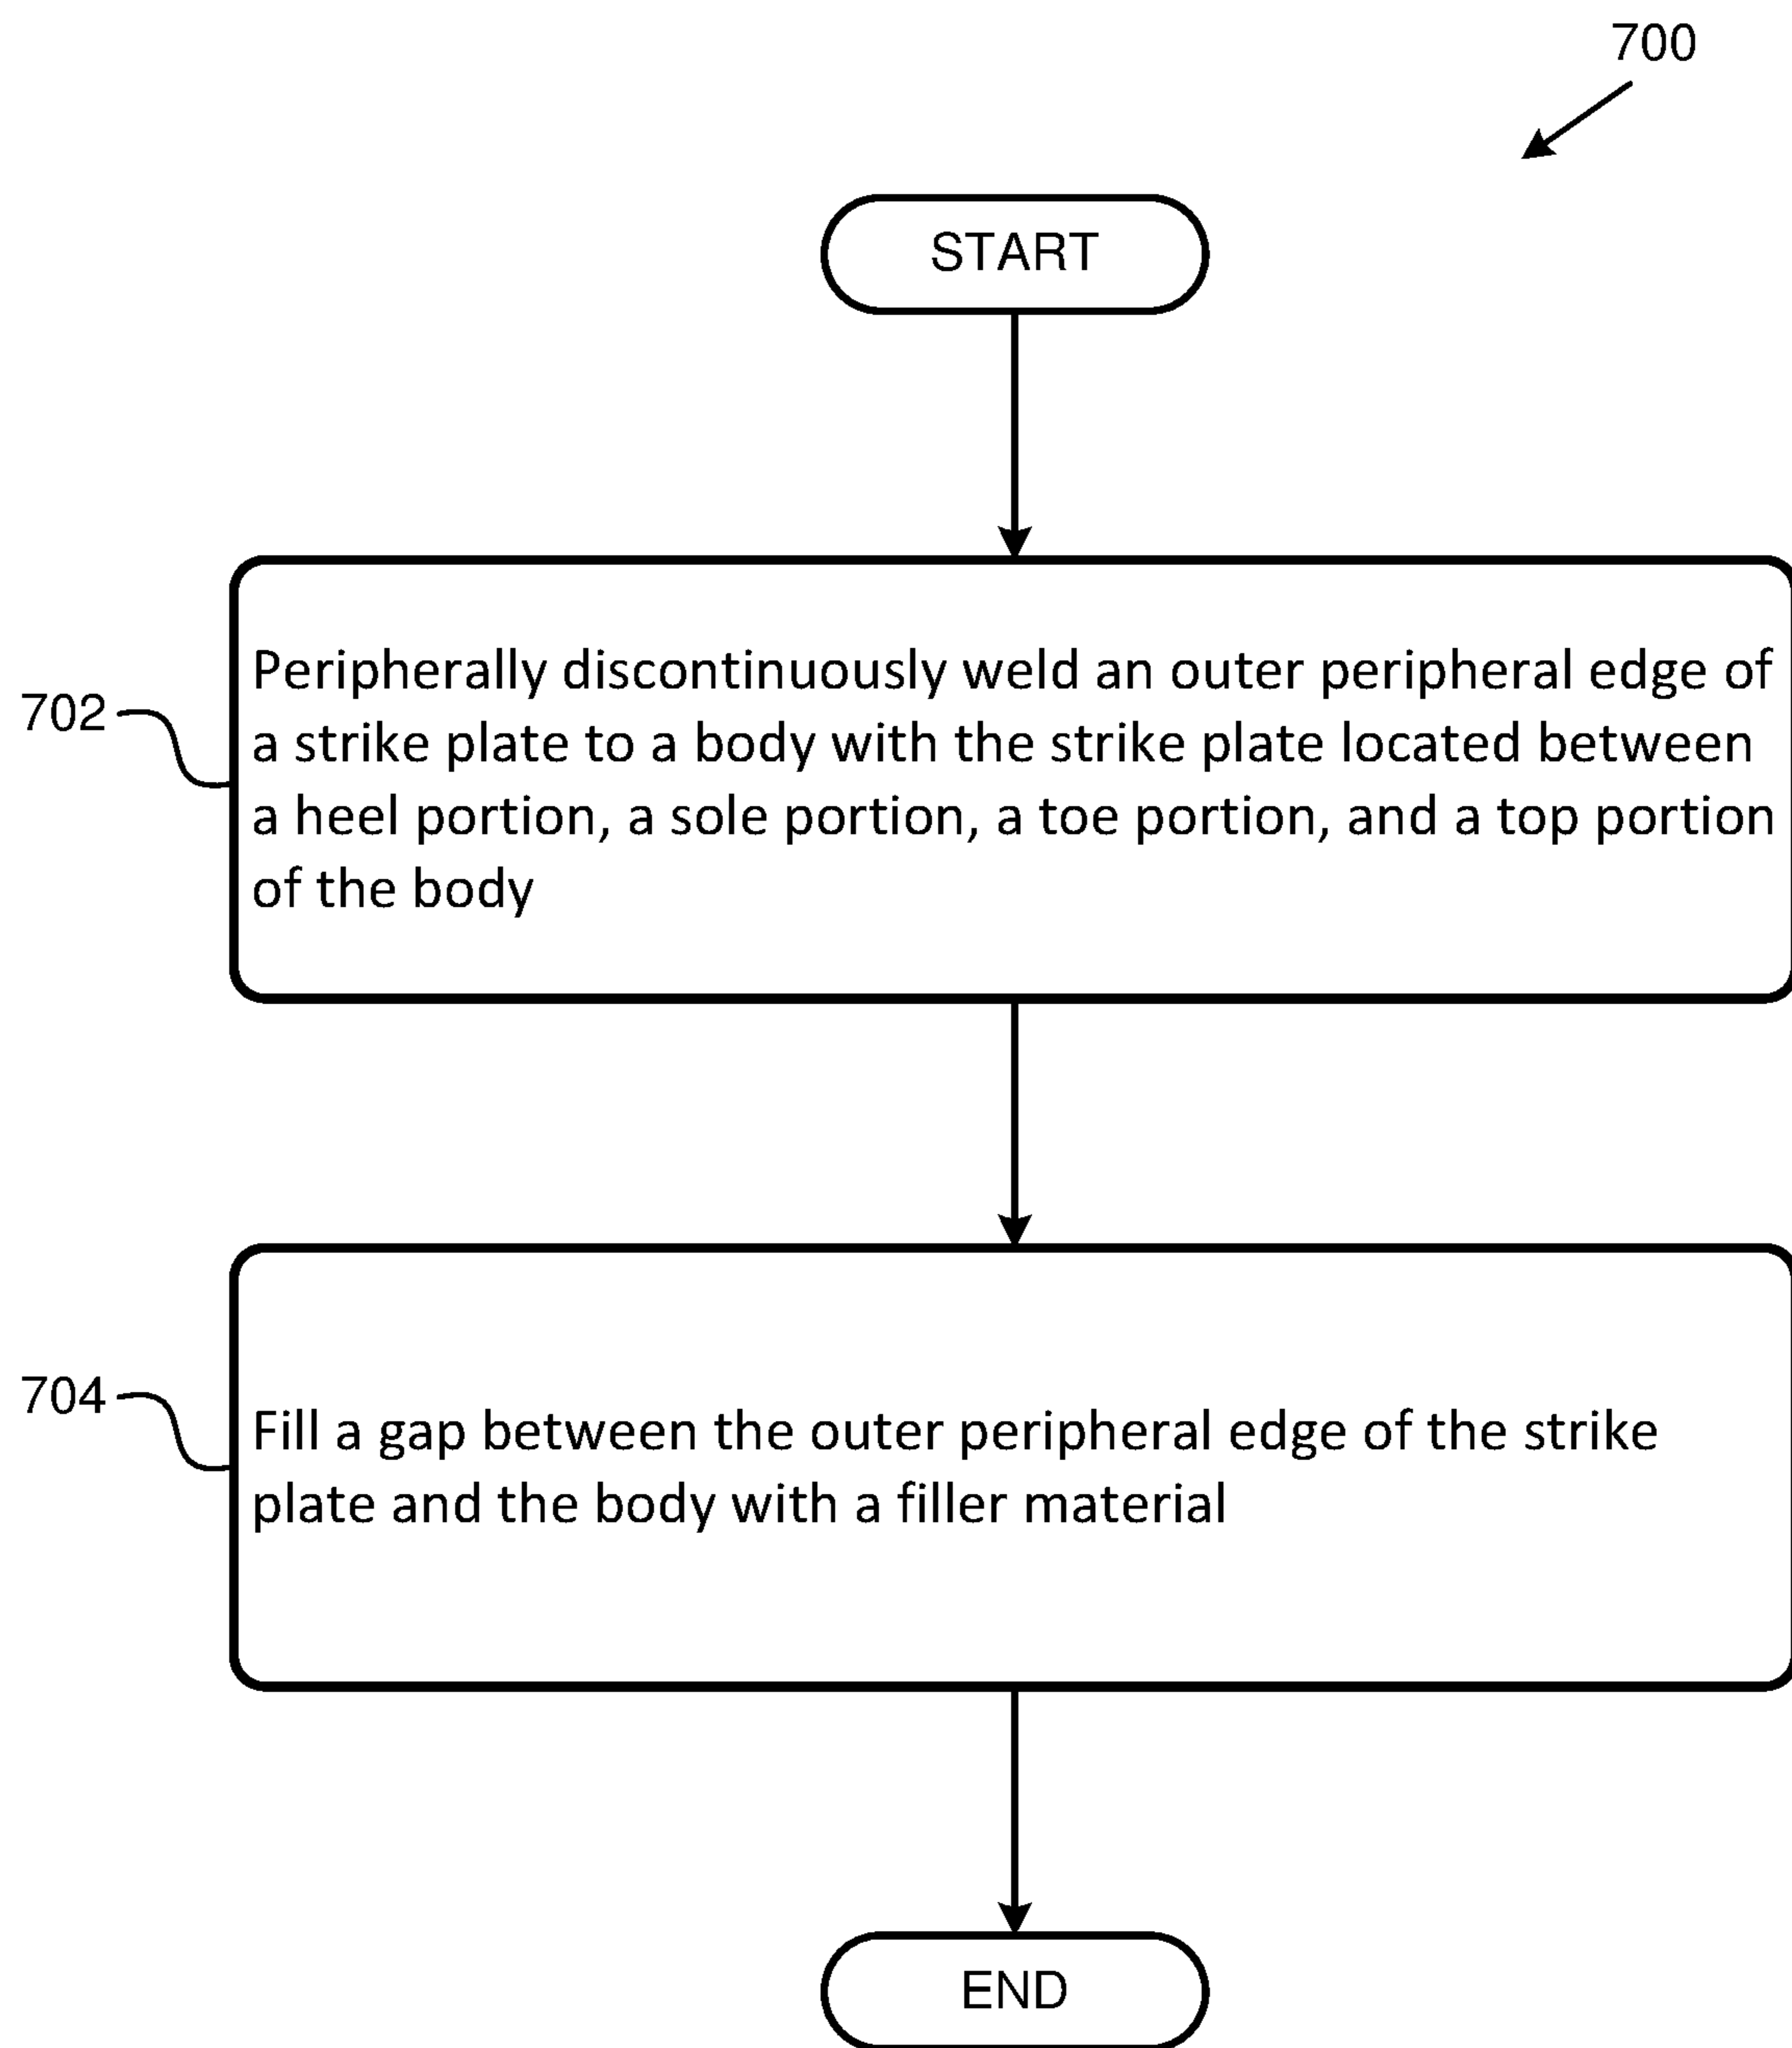 700
START
702
Peripherally discontinuously weld an outer peripheral edge of
a strike plate to a body with the strike plate located between
a heel portion, a sole portion, a toe portion, and a top portion
of the body
704
Fill a gap between the outer peripheral edge of the strike
plate and the body with a filler material
END